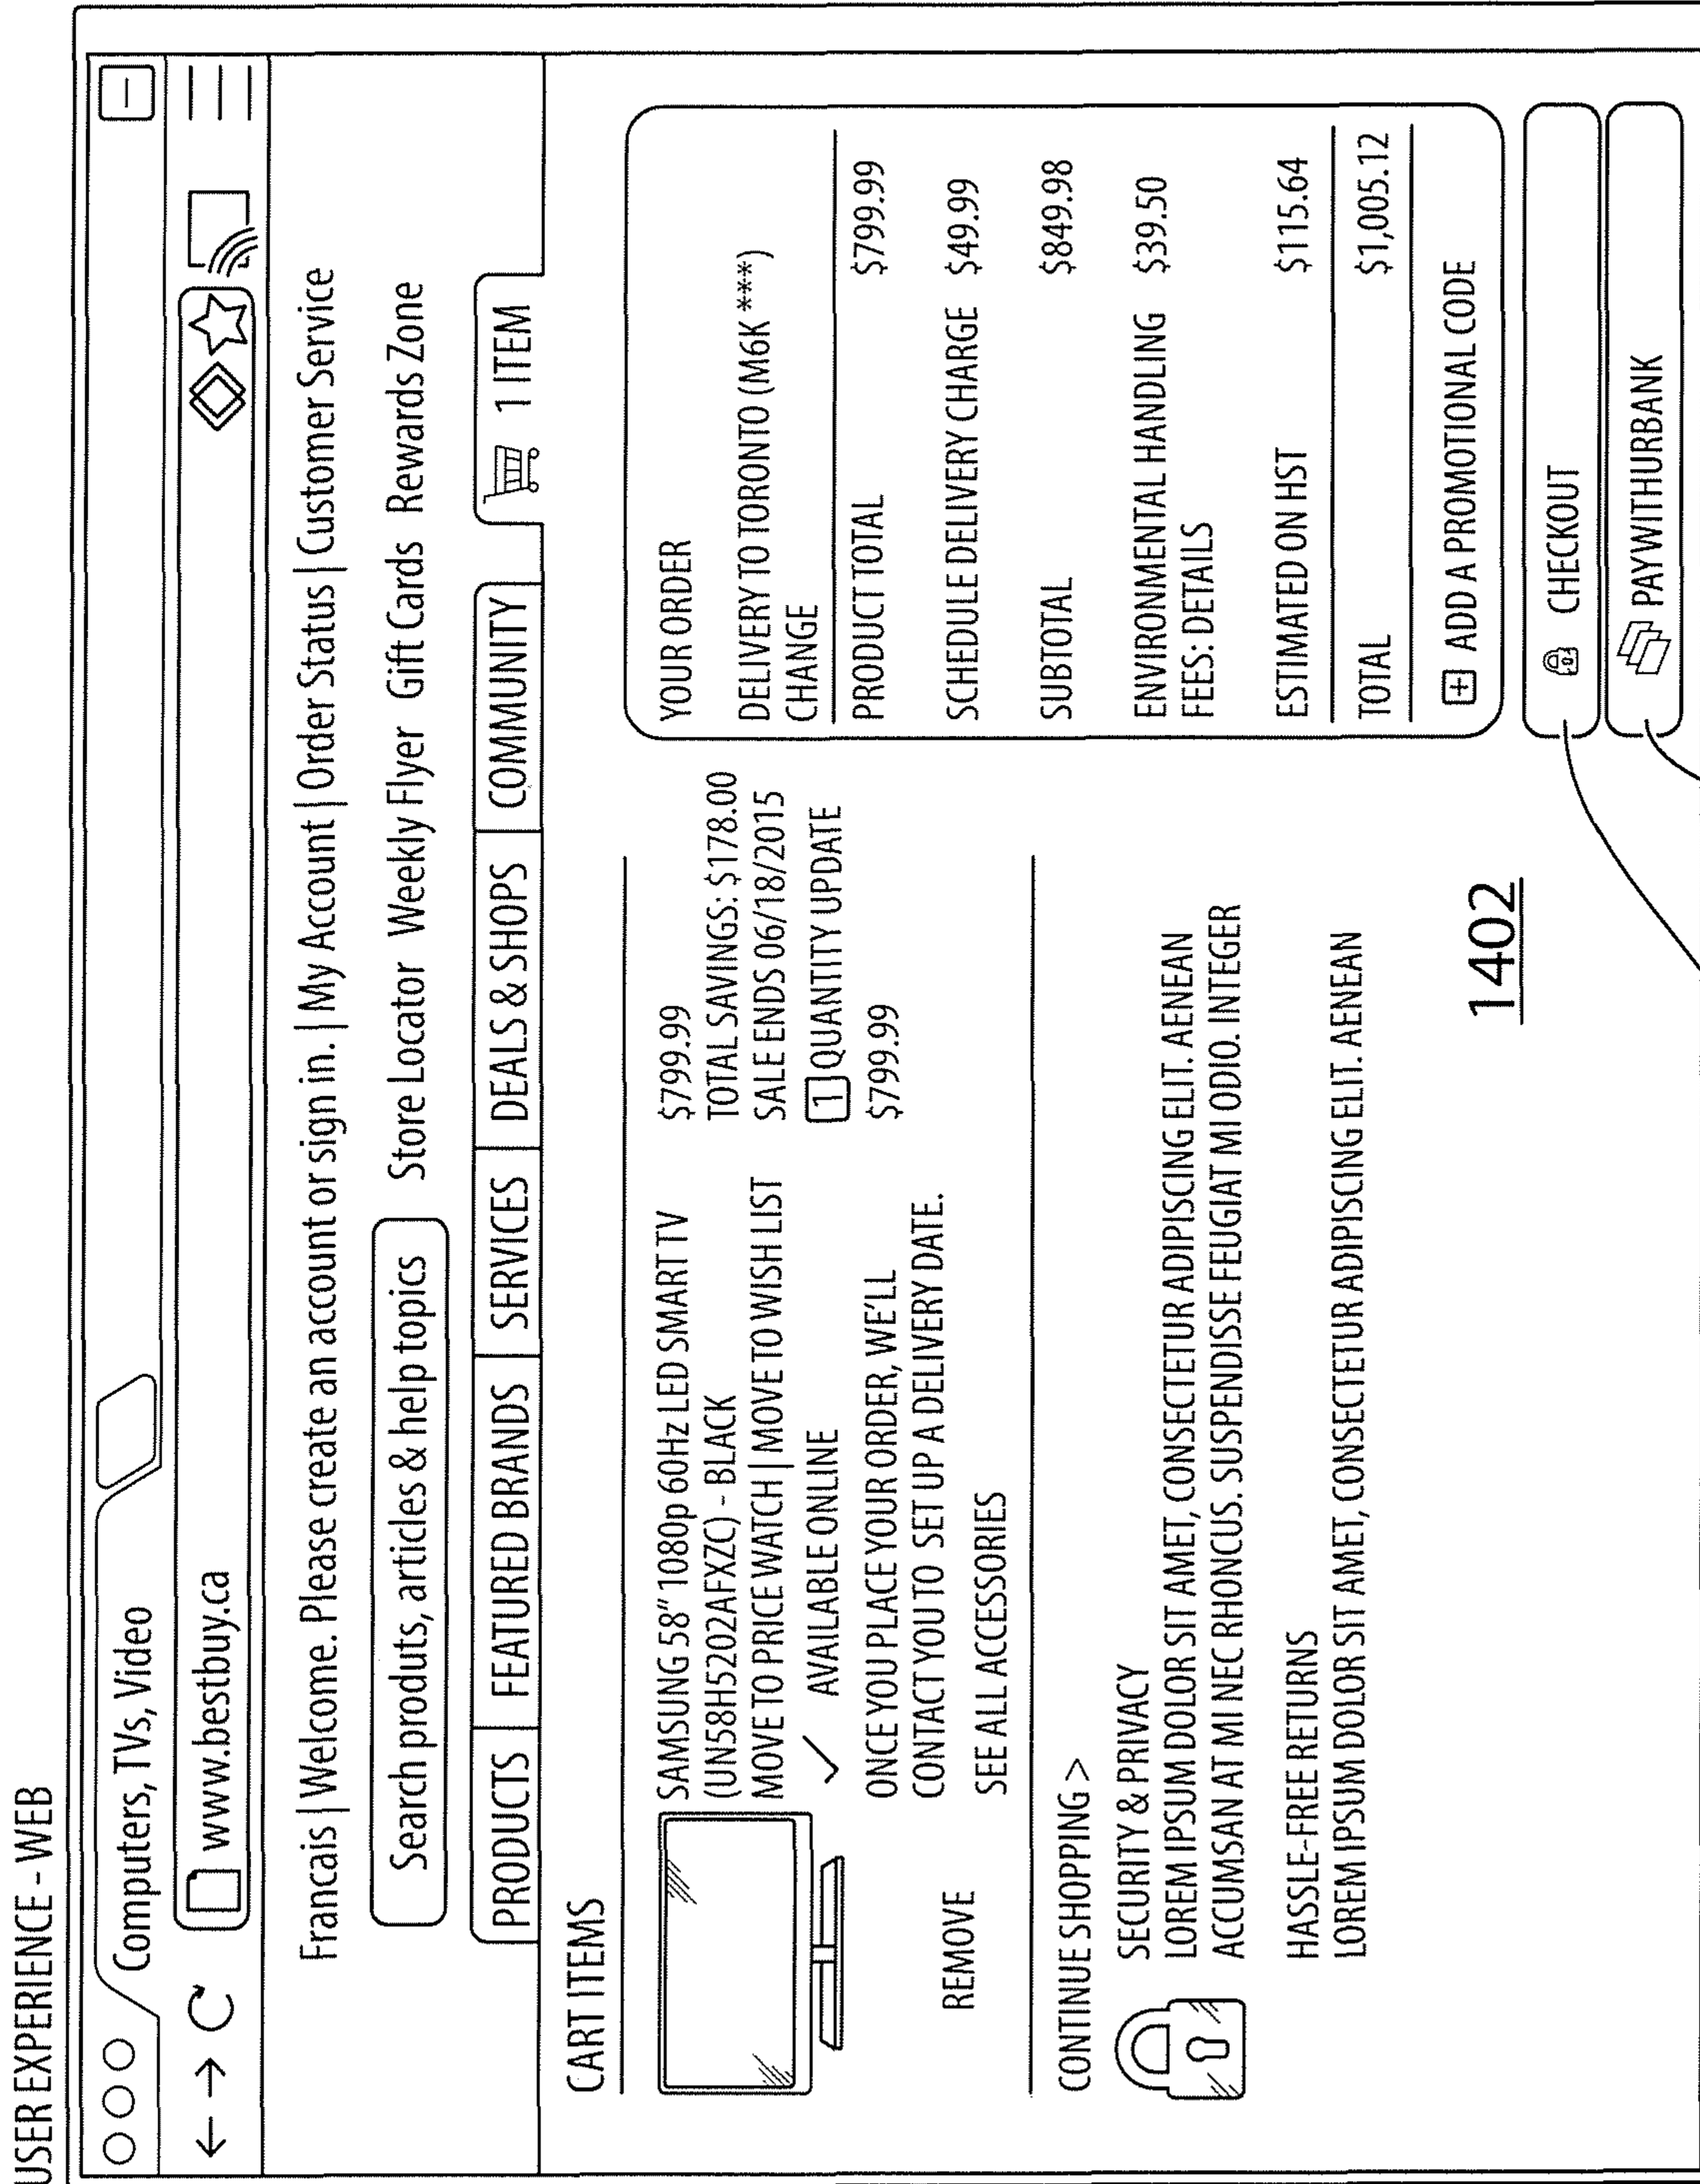 USER EXPERIENCE - WEB
Computers, TVs, Video
www.bestbuy.ca
Francais | Welcome. Please create an account or sign in. | My Account | Order Status | Customer Service
Search produts, articles & help topics Store Locator Weekly Flyer Gift Cards Rewards Zone
PRODUCTS FEATURED BRANDS SERVICES DEALS & SHOPS COMMUNITY 1 ITEM
CART ITEMS
SAMSUNG 58" 1080p 60Hz LED SMART TV
(UN58H5202AFXZC) - BLACK
MOVE TO PRICE WATCH | MOVE TO WISH LIST
AVAILABLE ONLINE
ONCE YOU PLACE YOUR ORDER, WE'LL
CONTACT YOU TO SET UP A DELIVERY DATE.
SEE ALL ACCESSORIES
REMOVE
$799.99
TOTAL SAVINGS: $178.00
SALE ENDS 06/18/2015
1 QUANTITY UPDATE
$799.99
CONTINUE SHOPPING >
SECURITY & PRIVACY
LOREM IPSUM DOLOR SIT AMET, CONSECTETUR ADIPISCING ELIT. AENEAN
ACCUMSAN AT MI NEC RHONCUS. SUSPENDISSE FEUGIAT MI ODIO. INTEGER
HASSLE-FREE RETURNS
LOREM IPSUM DOLOR SIT AMET, CONSECTETUR ADIPISCING ELIT. AENEAN
YOUR ORDER
DELIVERY TO TORONTO (M6K ***)
CHANGE
PRODUCT TOTAL $799.99
SCHEDULE DELIVERY CHARGE $49.99
SUBTOTAL $849.98
ENVIRONMENTAL HANDLING $39.50
FEES: DETAILS
ESTIMATED ON HST $115.64
TOTAL $1,005.12
+ ADD A PROMOTIONAL CODE
CHECKOUT
PAYWITHURBANK
1402